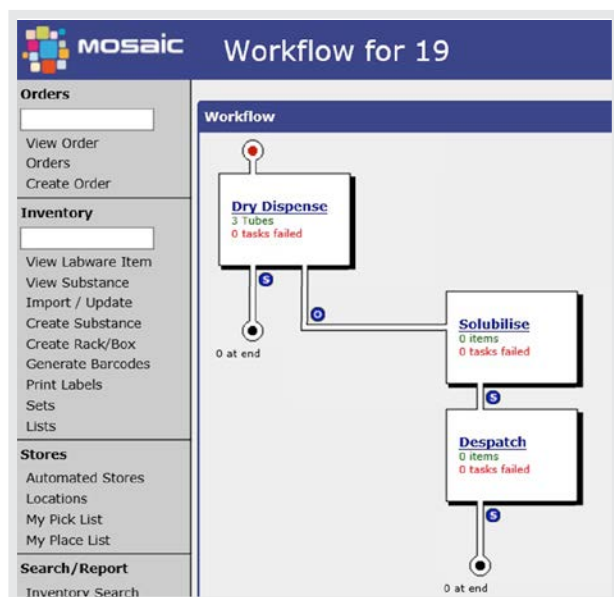 mosaic
Workflow for 19
Orders
View Order
Orders
Create Order
Inventory
View Labware Item
View Substance
Import / Update
Create Substance
Create Rack/Box
Generate Barcodes
Print Labels
Sets
Lists
Stores
Automated Stores
Locations
My Pick List
My Place List
Search/Report
Inventory Search
Workflow
Dry Dispense
3 Tubes
0 tasks failed
S
O
0 at end
Solubilise
0 items
0 tasks failed
S
Despatch
0 items
0 tasks failed
S
0 at end